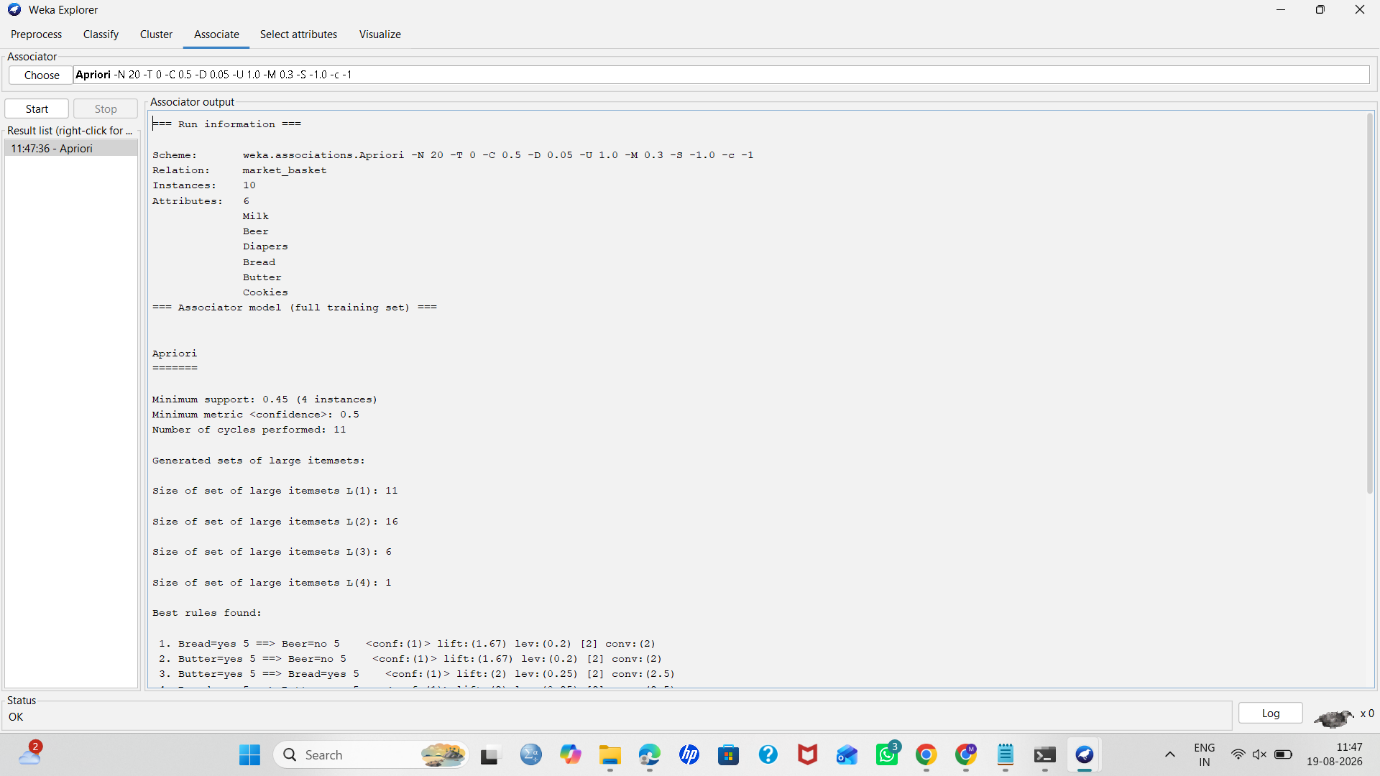 Weka Explorer
Preprocess Classify Cluster Associate Select attributes Visualize
Associator
Choose Apriori -N 20 -T 0 -C 0.5 -D 0.05 -U 1.0 -M 0.3 -S -1.0 -c -1
Start Stop
Result list (right-click for ...
11:47:36 - Apriori
Associator output
=== Run information ===
Scheme: weka.associations.Apriori -N 20 -T 0 -C 0.5 -D 0.05 -U 1.0 -M 0.3 -S -1.0 -c -1
Relation: market_basket
Instances: 10
Attributes: 6
Milk
Beer
Diapers
Bread
Butter
Cookies
=== Associator model (full training set) ===
Apriori
=======
Minimum support: 0.45 (4 instances)
Minimum metric <confidence>: 0.5
Number of cycles performed: 11
Generated sets of large itemsets:
Size of set of large itemsets L(1): 11
Size of set of large itemsets L(2): 16
Size of set of large itemsets L(3): 6
Size of set of large itemsets L(4): 1
Best rules found:
1. Bread=yes 5 ==> Beer=no 5 <conf:(1)> lift:(1.67) lev:(0.2) [2] conv:(2)
2. Butter=yes 5 ==> Beer=no 5 <conf:(1)> lift:(1.67) lev:(0.2) [2] conv:(2)
3. Butter=yes 5 ==> Bread=yes 5 <conf:(1)> lift:(2) lev:(0.25) [2] conv:(2.5)
Status
OK
Log
x 0
2
Search
3
ENG
IN
11:47
19-08-2026